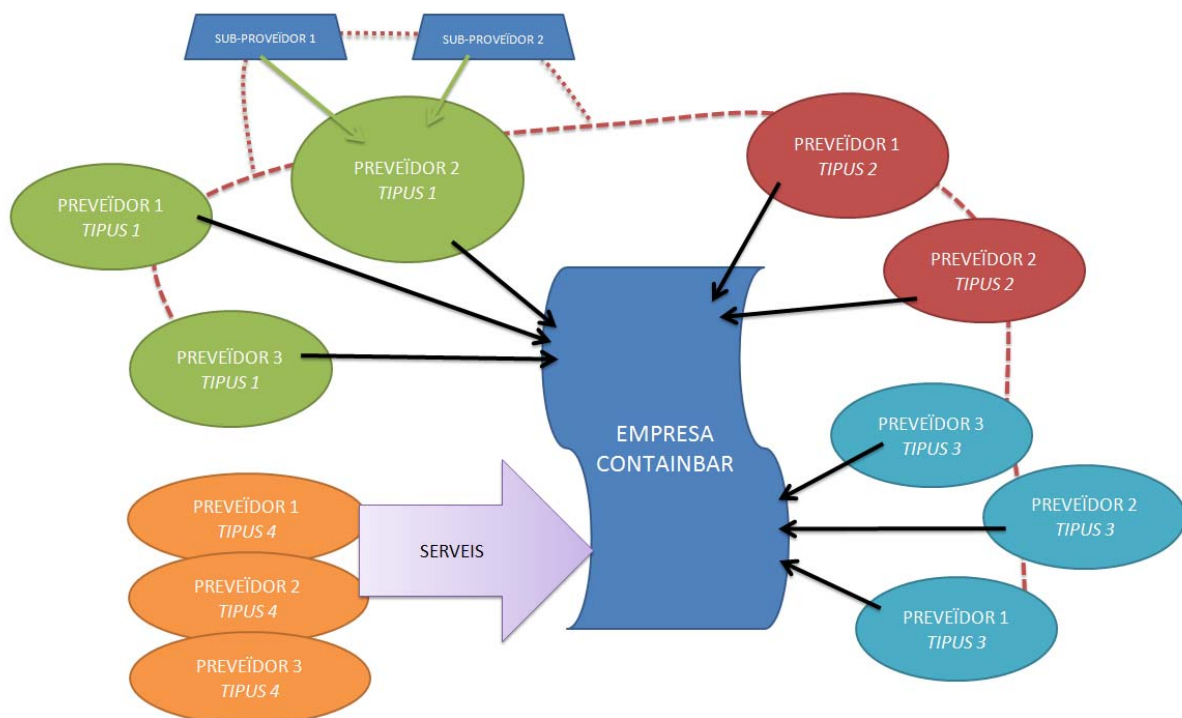 SUB-PROVEÏDOR 1
SUB-PROVEÏDOR 2
PREVEÏDOR 2
TIPUS 1
PREVEÏDOR 1
TIPUS 2
PREVEÏDOR 1
TIPUS 1
PREVEÏDOR 2
TIPUS 2
PREVEÏDOR 3
TIPUS 1
EMPRESA
CONTAINBAR
PREVEÏDOR 3
TIPUS 3
PREVEÏDOR 1
TIPUS 4
PREVEÏDOR 2
TIPUS 3
SERVEIS
PREVEÏDOR 2
TIPUS 4
PREVEÏDOR 1
TIPUS 3
PREVEÏDOR 3
TIPUS 4